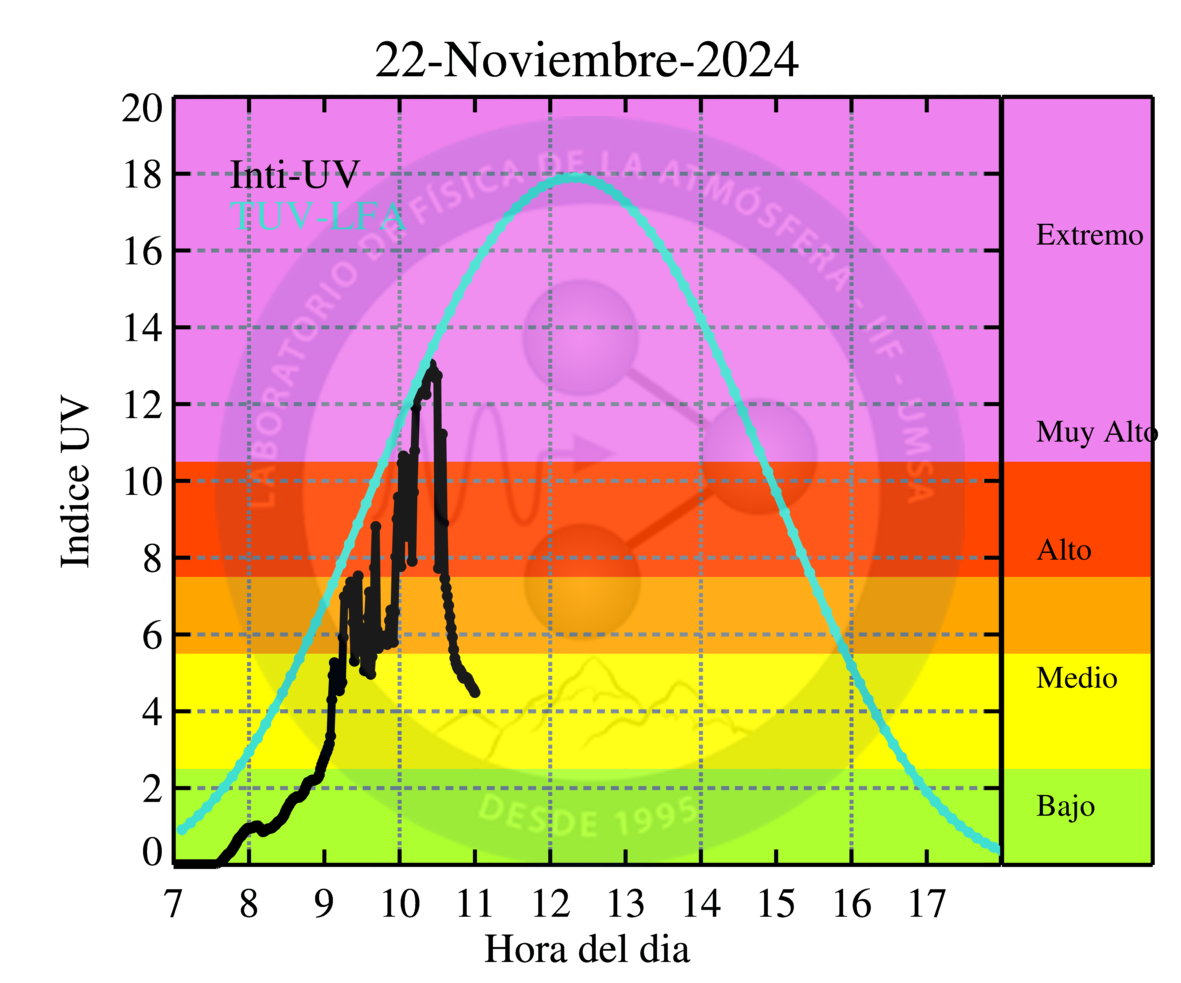 22-Noviembre-2024
20
18
16
14
12
10
8
6
4
2
0
Indice UV
Inti-UV
TUV-LFA
LABORATORIO DE FÍSICA DE LA ATMÓSFERA - IIF - UMSA
DESDE 1995
Extremo
Muy Alto
Alto
Medio
Bajo
7 8 9 10 11 12 13 14 15 16 17
Hora del dia